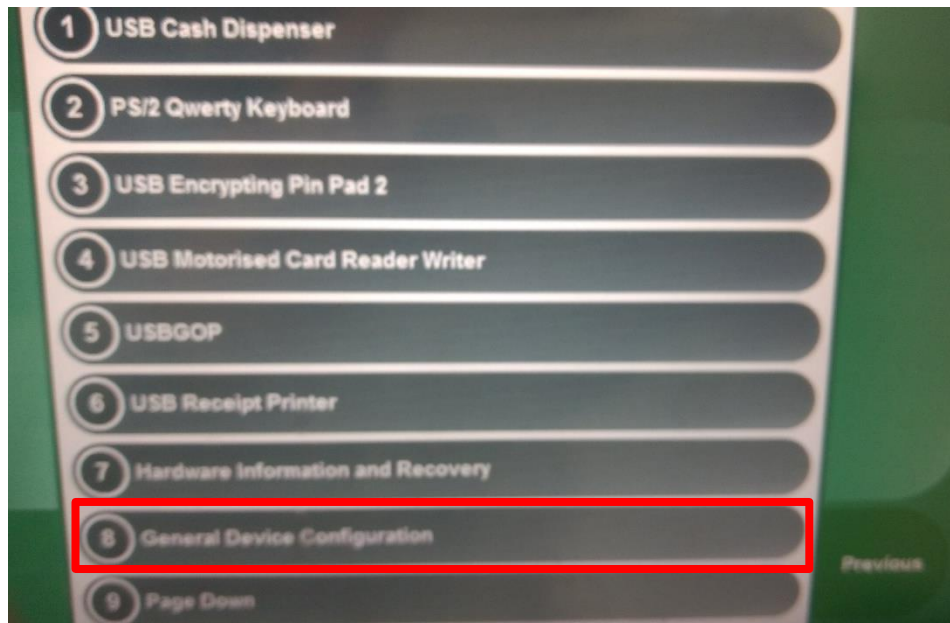 1 USB Cash Dispenser
2 PS/2 Qwerty Keyboard
3 USB Encrypting Pin Pad 2
4 USB Motorised Card Reader Writer
5 USBGOP
6 USB Receipt Printer
7 Hardware Information and Recovery
8 General Device Configuration
Previous
9 Page Down